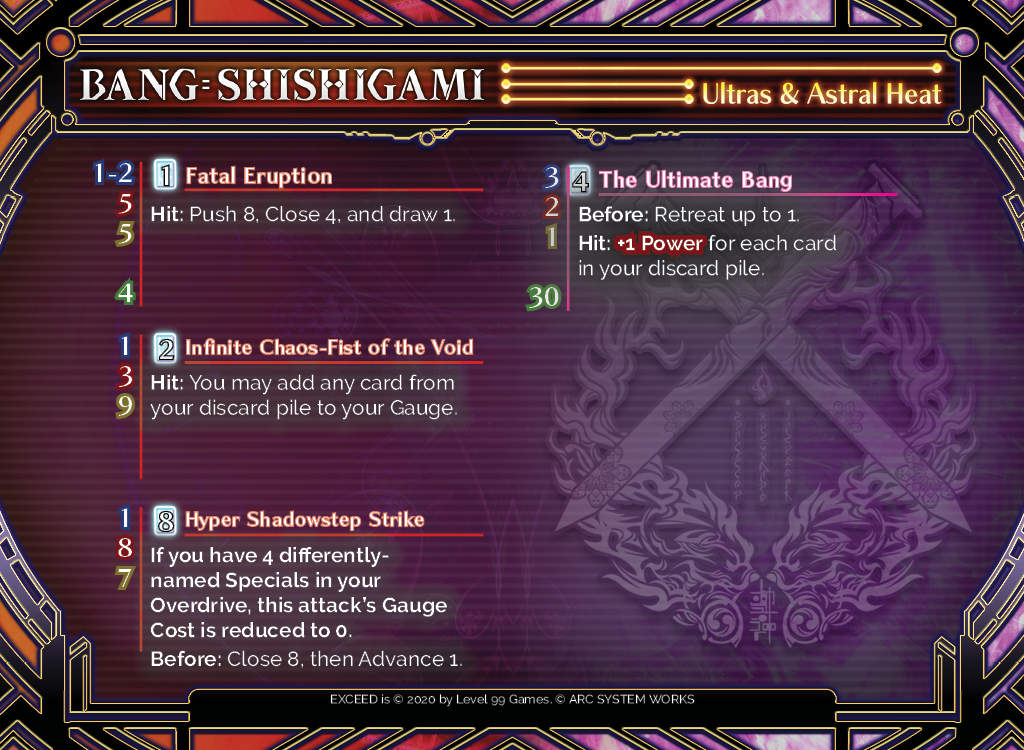 BANG=SHISHIGAMI
Ultras & Astral Heat
1-2 1 Fatal Eruption
5 Hit: Push 8, Close 4, and draw 1.
5
4
1 2 Infinite Chaos-Fist of the Void
3 Hit: You may add any card from
9 your discard pile to your Gauge.
1 8 Hyper Shadowstep Strike
8 If you have 4 differently-
7 named Specials in your
Overdrive, this attack's Gauge
Cost is reduced to 0.
Before: Close 8, then Advance 1.
3 4 The Ultimate Bang
2 Before: Retreat up to 1.
1 Hit: +1 Power for each card
in your discard pile.
30
EXCEED is © 2020 by Level 99 Games. © ARC SYSTEM WORKS